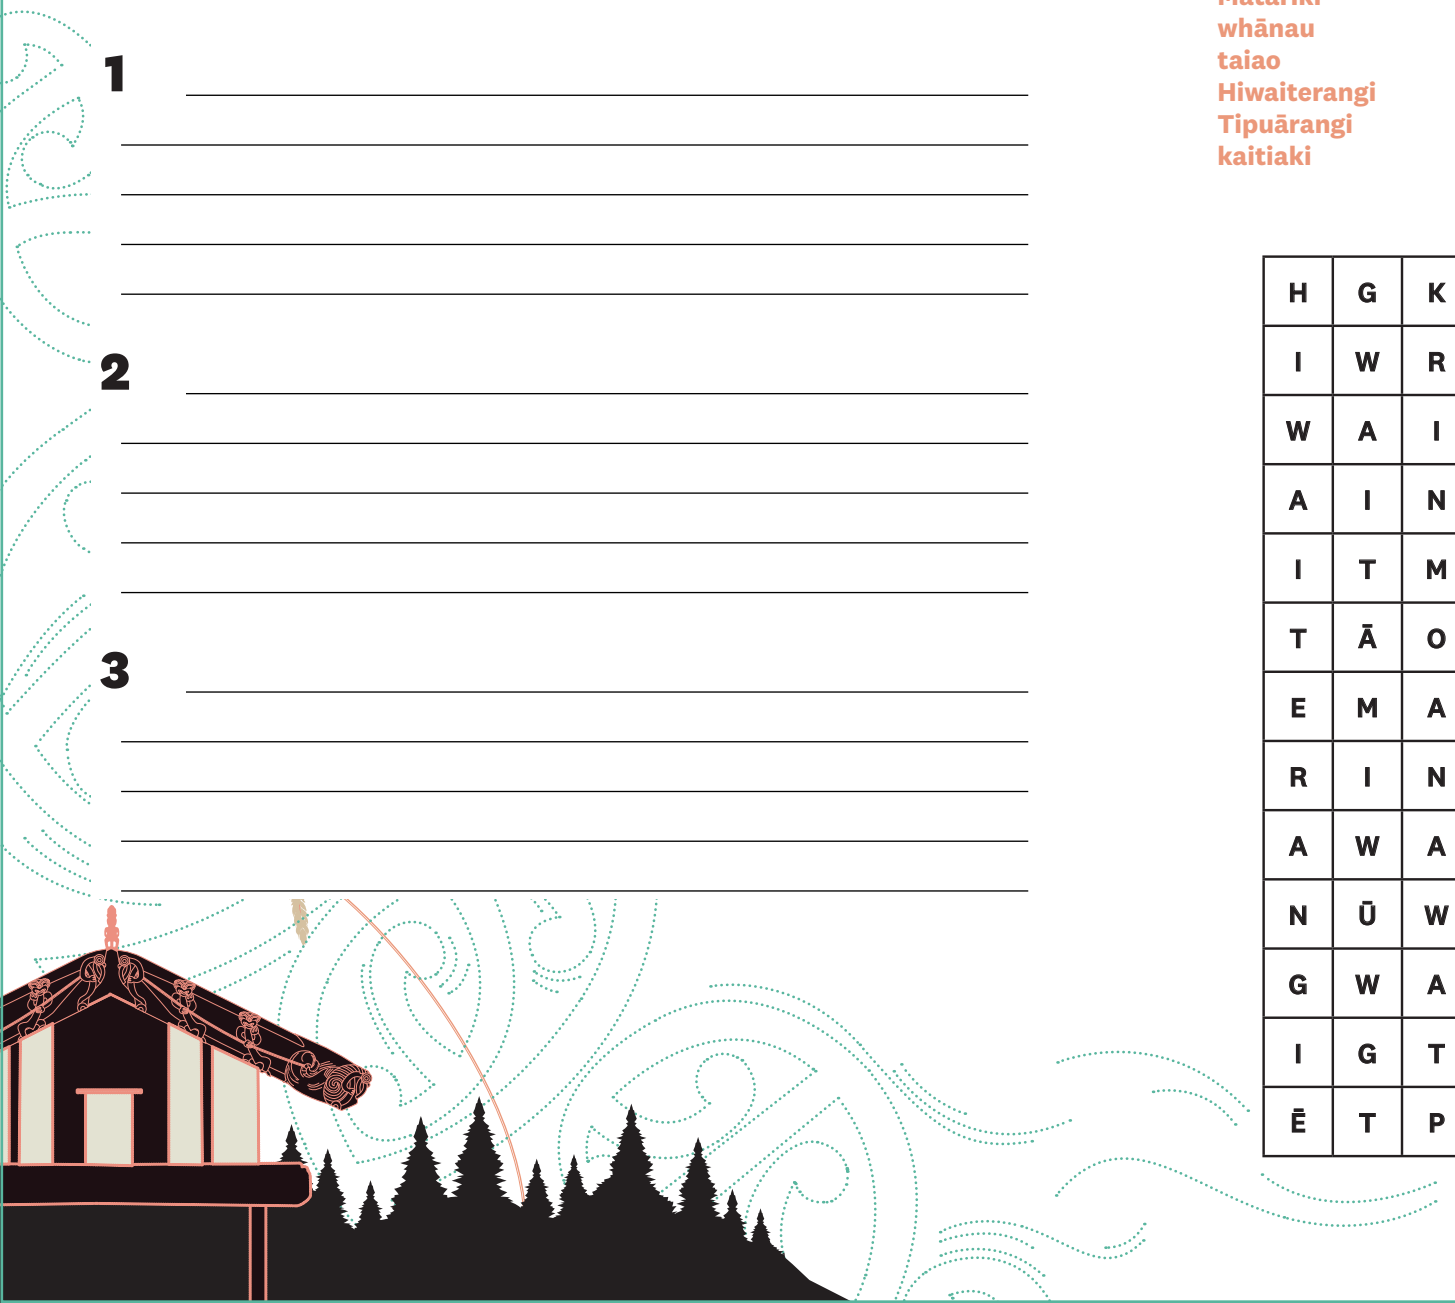 1
2
3
whānau
taiao
Hiwaiterangi
Tipuārangi
kaitiaki
H G K
I W R
W A I
A I N
I T M
T Ā O
E M A
R I N
A W A
N Ū W
G W A
I G T
Ē T P